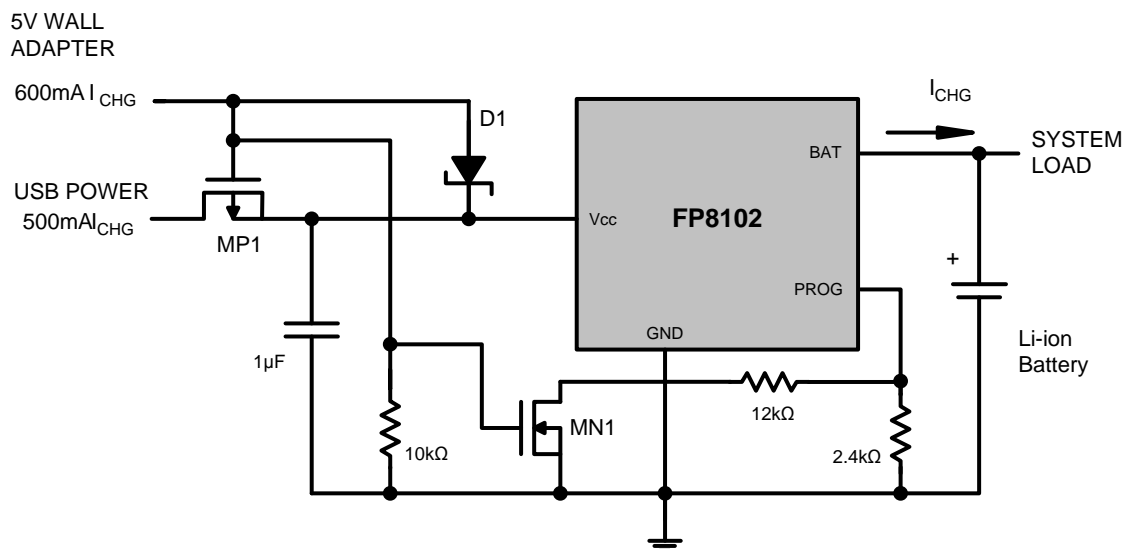 5V WALL
ADAPTER
600mA I CHG
D1
USB POWER
500mAICHG
MP1
1µF
10kΩ
MN1
FP8102
Vcc
BAT
PROG
GND
ICHG
SYSTEM
LOAD
12kΩ
2.4kΩ
+
Li-ion
Battery